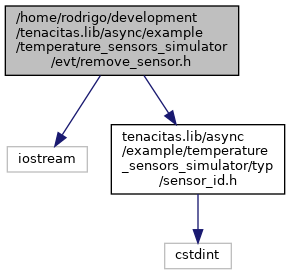 /home/rodrigo/development
/tenacitas.lib/async/example
/temperature_sensors_simulator
/evt/remove_sensor.h
iostream
tenacitas.lib/async
/example/temperature
_sensors_simulator/typ
/sensor_id.h
cstdint